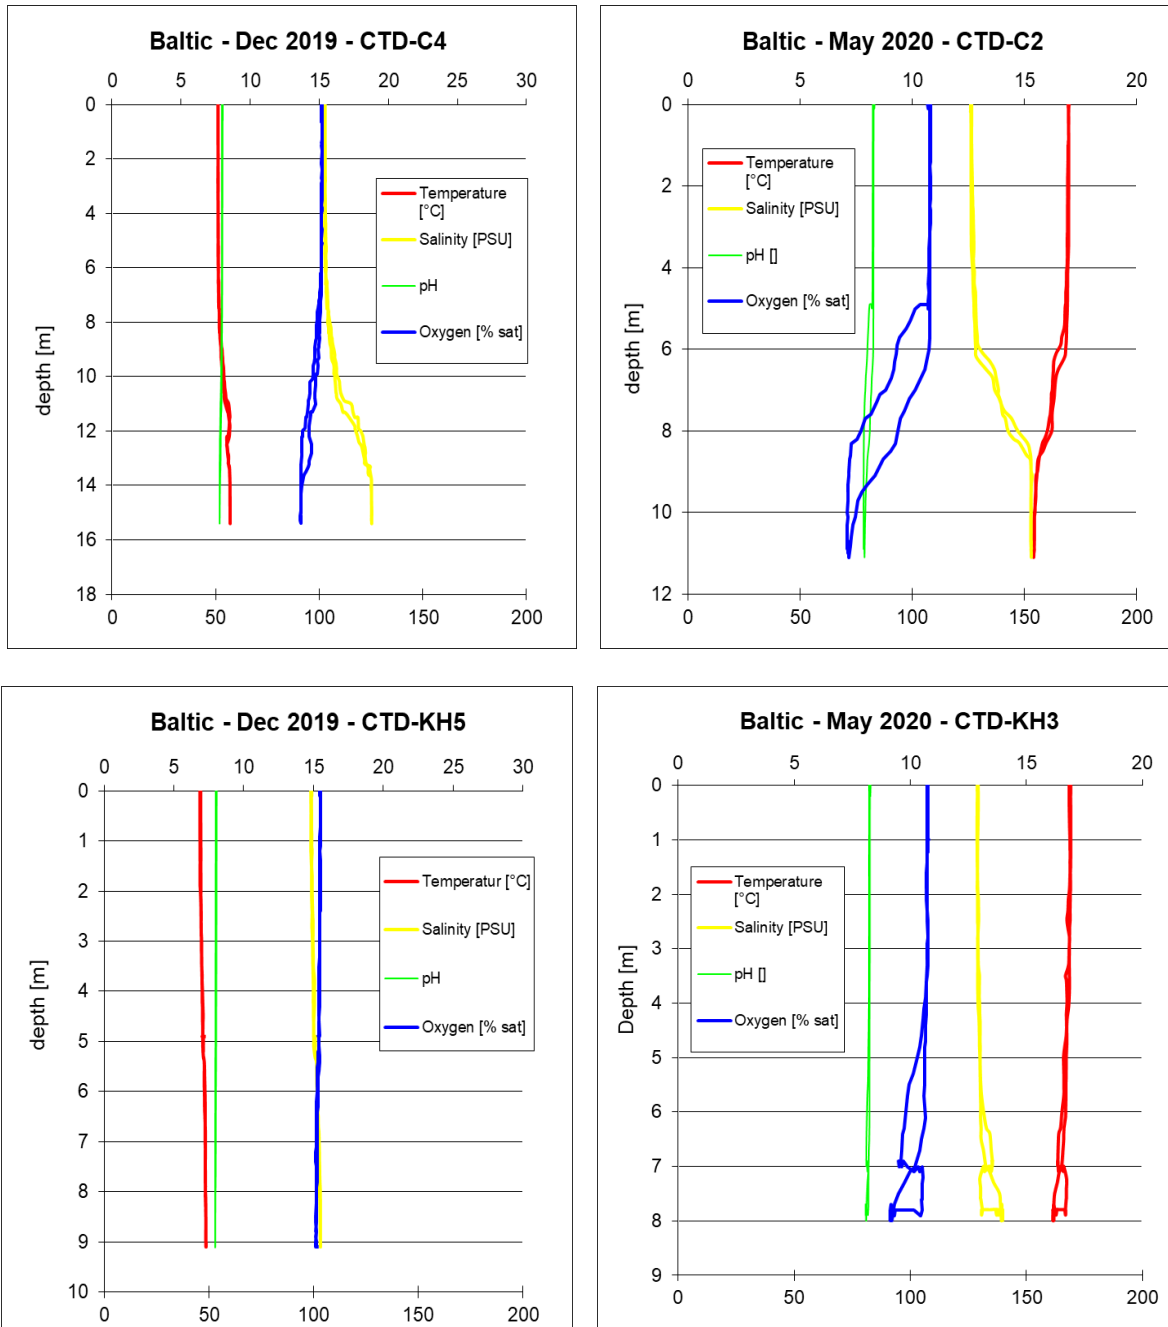 Baltic - Dec 2019 - CTD-C4
0 5 10 15 20 25 30
0
2
4
6
8
10
12
14
16
18
depth [m]
Temperature
[°C]
Salinity [PSU]
pH
Oxygen [% sat]
0 50 100 150 200
Baltic - May 2020 - CTD-C2
0 5 10 15 20
0
2
4
6
8
10
12
depth [m]
Temperature
[°C]
Salinity [PSU]
pH []
Oxygen [% sat]
0 50 100 150 200
Baltic - Dec 2019 - CTD-KH5
0 5 10 15 20 25 30
0
1
2
3
4
5
6
7
8
9
10
depth [m]
Temperatur [°C]
Salinity [PSU]
pH
Oxygen [% sat]
0 50 100 150 200
Baltic - May 2020 - CTD-KH3
0 5 10 15 20
0
1
2
3
4
5
6
7
8
9
Depth [m]
Temperature
[°C]
Salinity [PSU]
pH []
Oxygen [% sat]
0 50 100 150 200